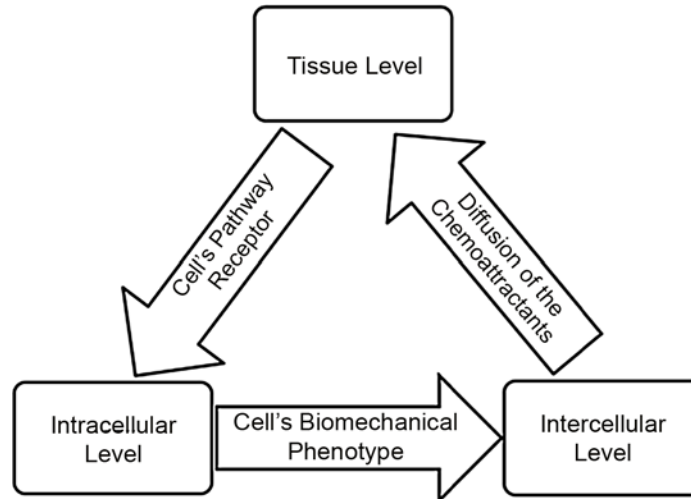 Tissue Level
Cell's Pathway
Receptor
Diffusion of the
Chemoattractants
Intracellular
Level
Cell's Biomechanical
Phenotype
Intercellular
Level